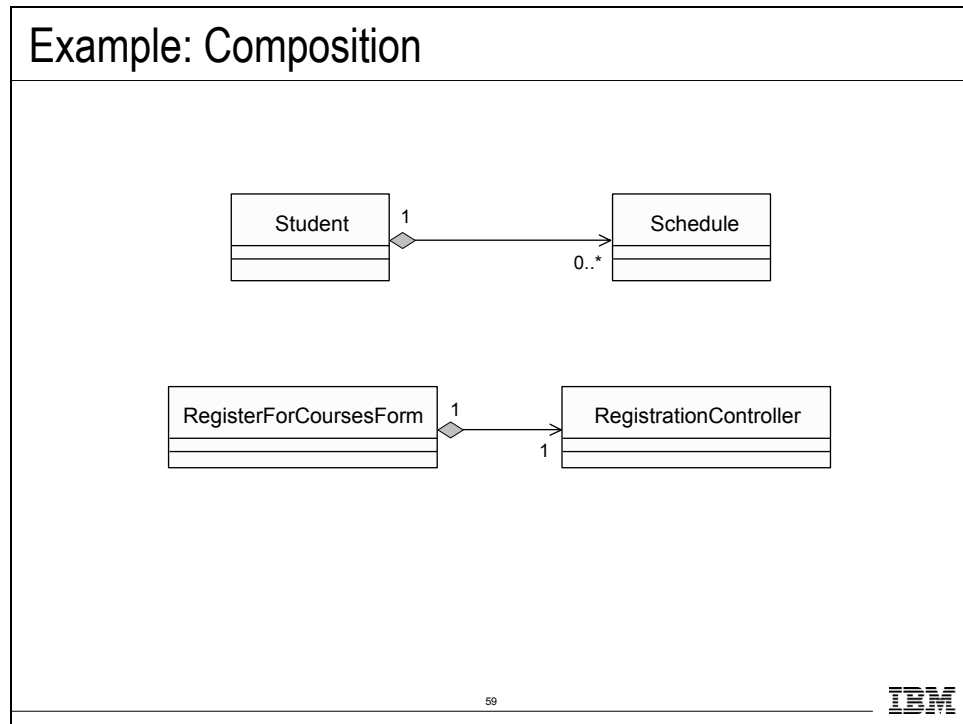 Example: Composition
Student
1
0..*
Schedule
RegisterForCoursesForm
1
1
RegistrationController
59
IBM